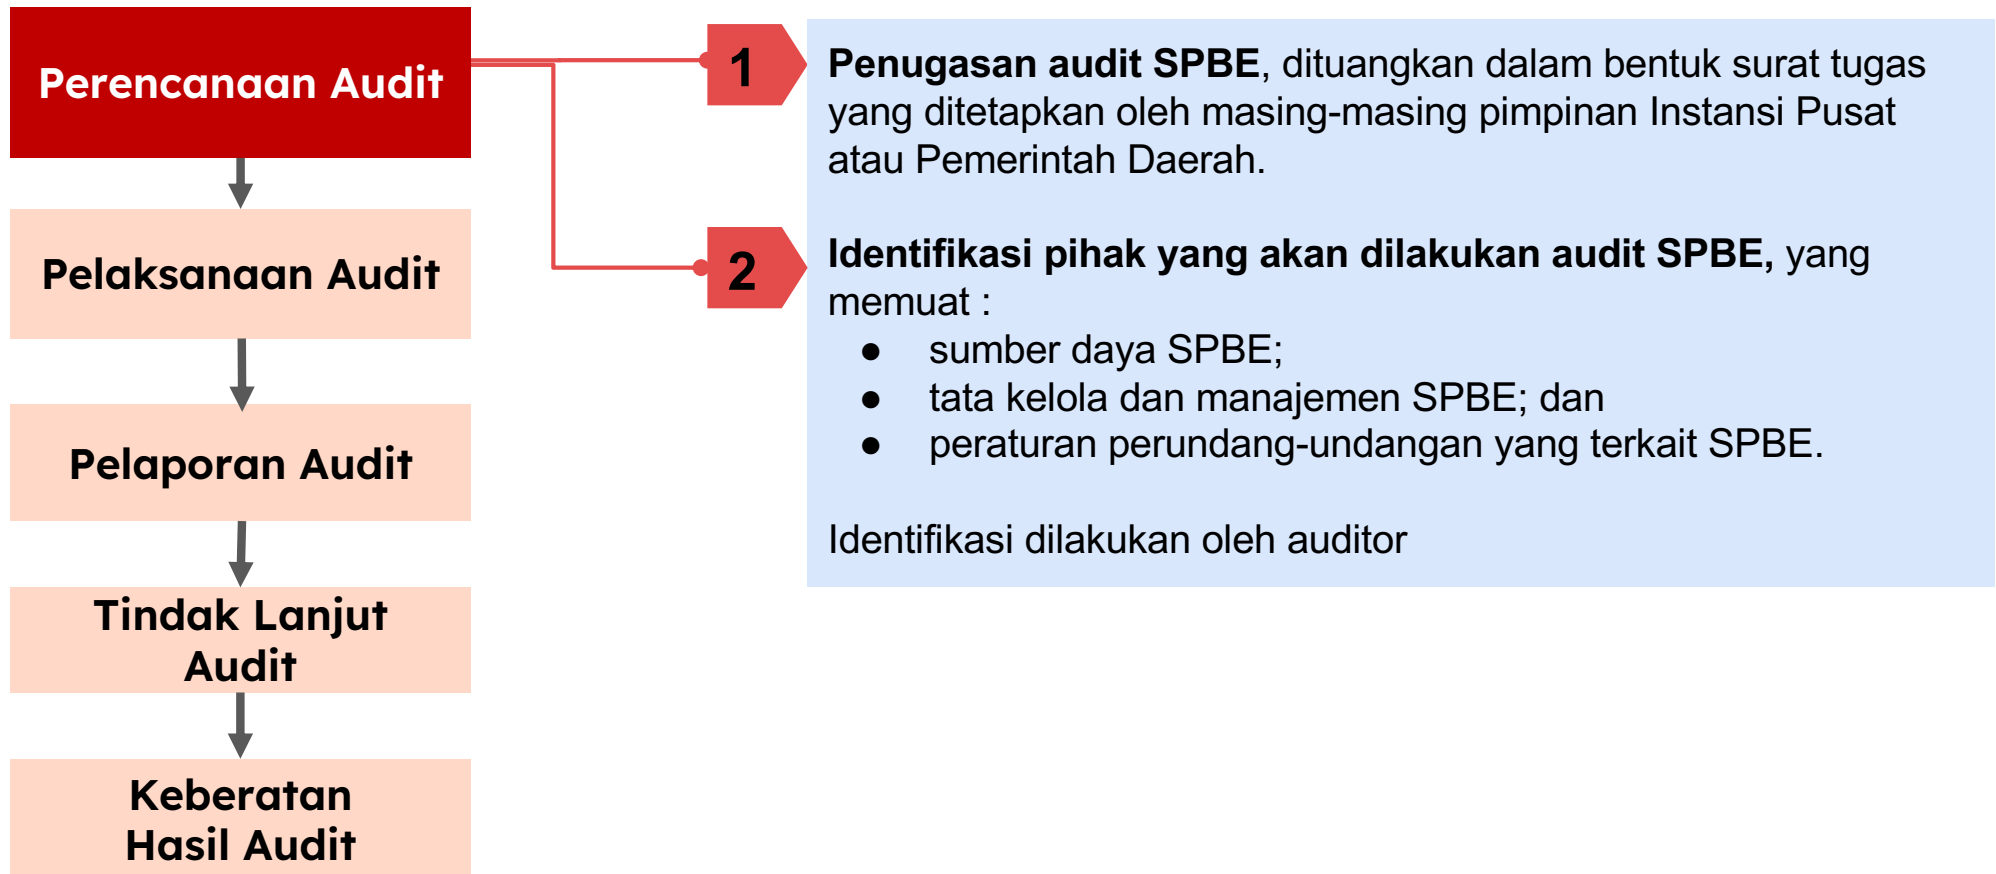 Perencanaan Audit
Pelaksanaan Audit
Pelaporan Audit
Tindak Lanjut
Audit
Keberatan
Hasil Audit
1
Penugasan audit SPBE, dituangkan dalam bentuk surat tugas
yang ditetapkan oleh masing-masing pimpinan Instansi Pusat
atau Pemerintah Daerah.
2
Identifikasi pihak yang akan dilakukan audit SPBE, yang
memuat :
● sumber daya SPBE;
● tata kelola dan manajemen SPBE; dan
● peraturan perundang-undangan yang terkait SPBE.
Identifikasi dilakukan oleh auditor